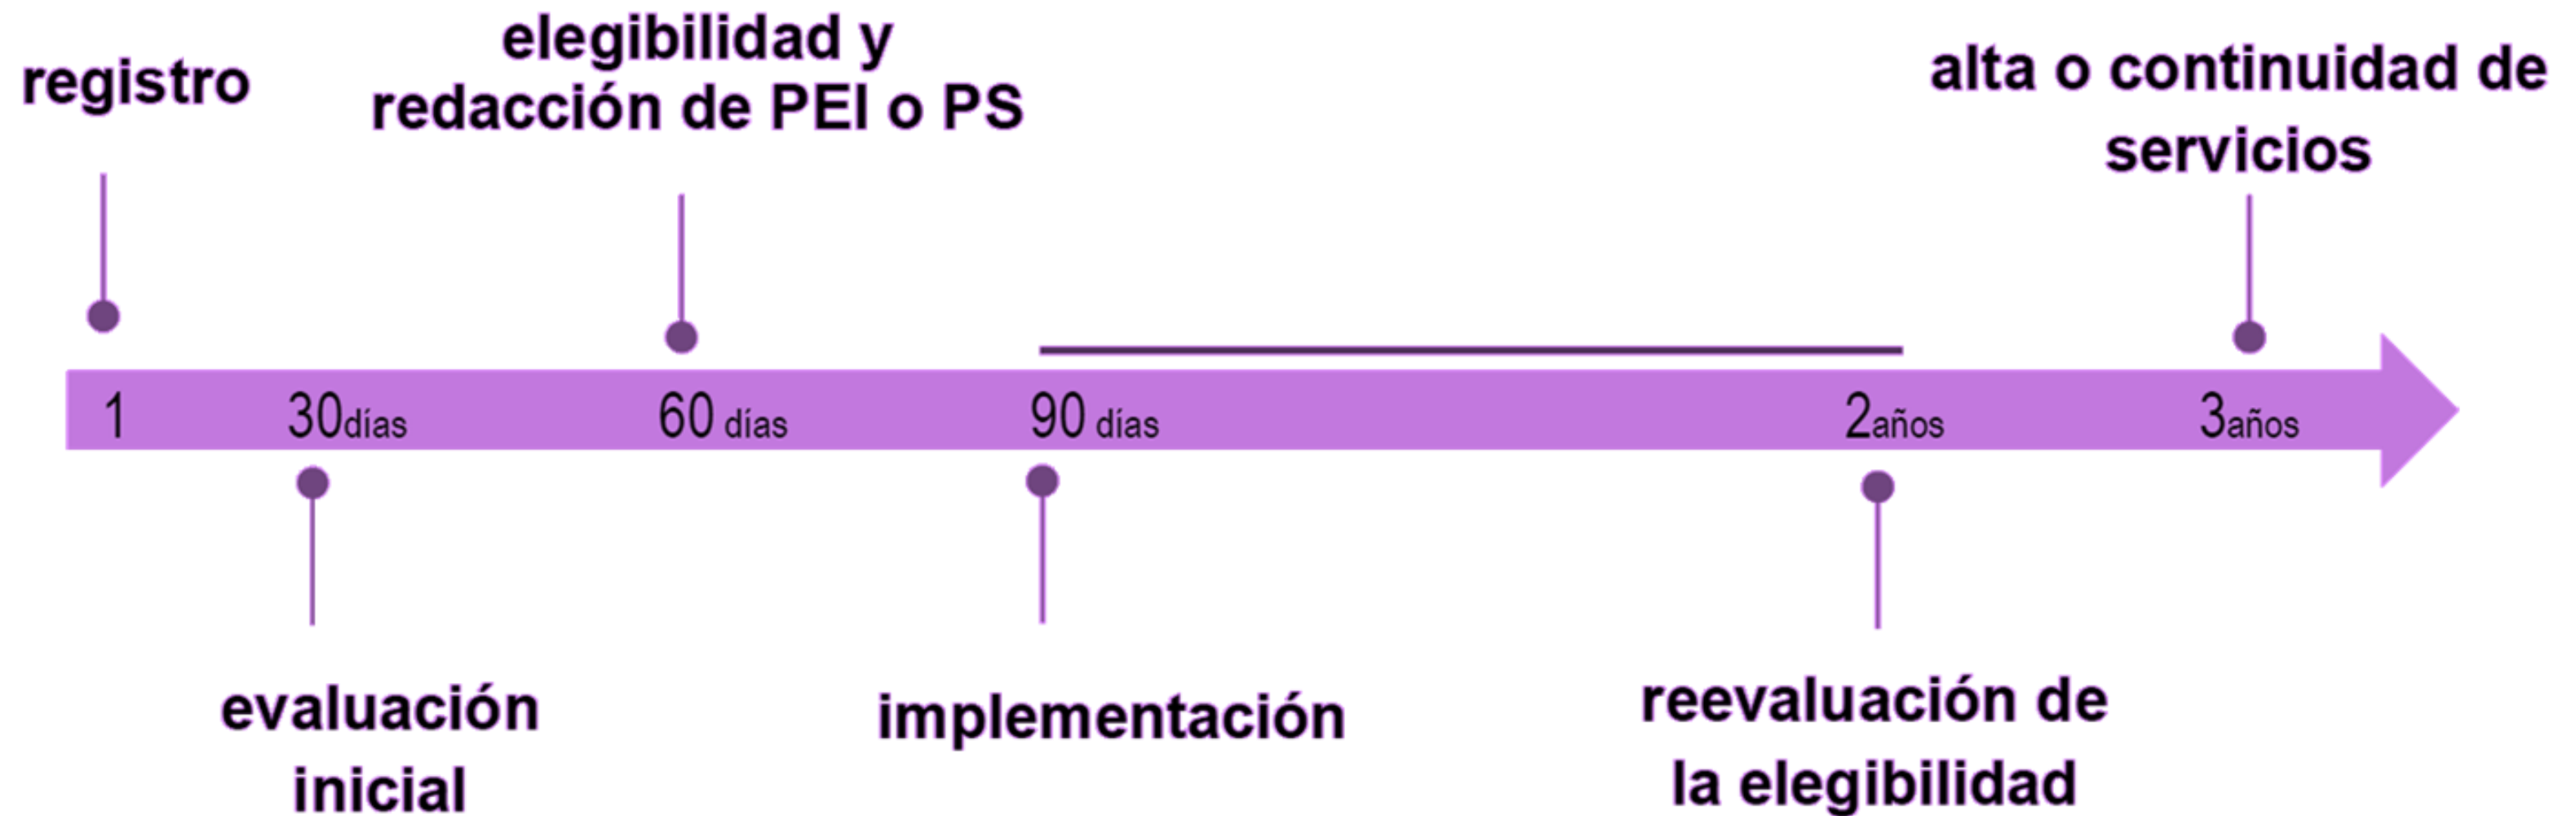 registro
elegibilidad y
redacción de PEI o PS
alta o continuidad de
servicios
1 30días 60 días 90 días 2años 3años
evaluación
inicial
implementación
reevaluación de
la elegibilidad